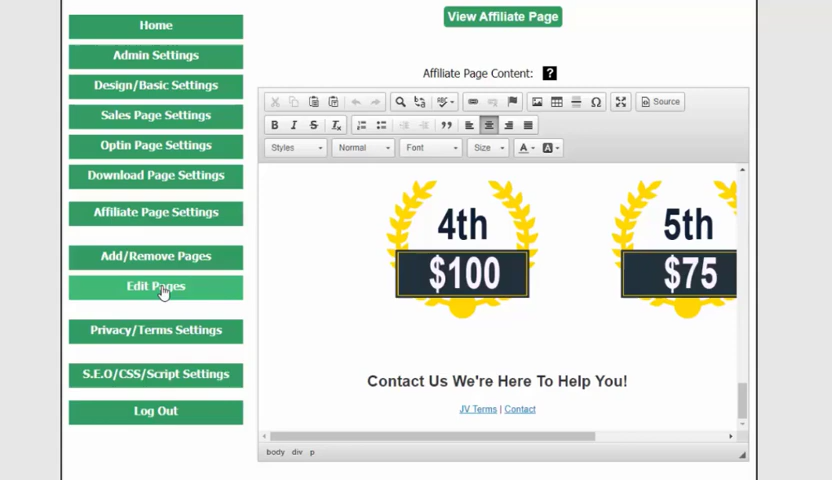 Home
Admin Settings
Design/Basic Settings
Sales Page Settings
Optin Page Settings
Download Page Settings
Affiliate Page Settings
Add/Remove Pages
Edit Pages
Privacy/Terms Settings
S.E.O/CSS/Script Settings
Log Out
View Affiliate Page
Affiliate Page Content: ?
Source
Styles Normal Font Size A A
4th 5th
$100 $75
Contact Us We're Here To Help You!
JV Terms | Contact
body div p